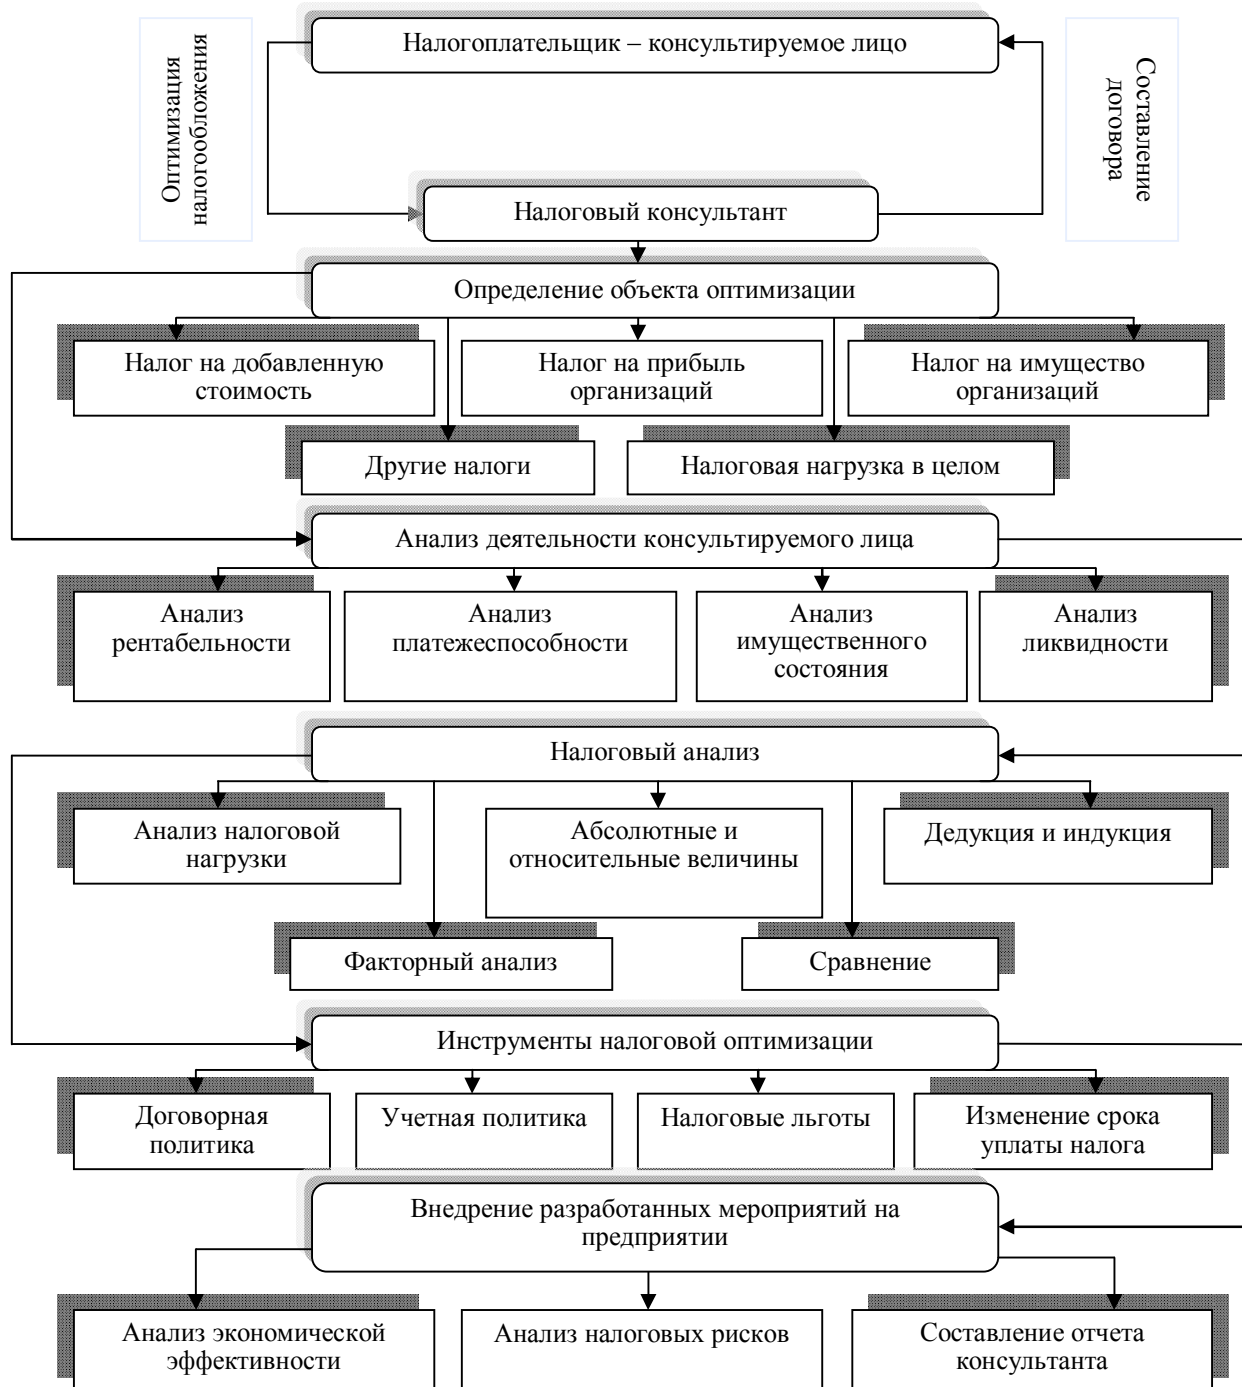 Налогоплательщик – консультируемое лицо
Оптимизация
налогообложения
Составление
договора
Налоговый консультант
Определение объекта оптимизации
Налог на добавленную
стоимость
Налог на прибыль
организаций
Налог на имущество
организаций
Другие налоги
Налоговая нагрузка в целом
Анализ деятельности консультируемого лица
Анализ
рентабельности
Анализ
платежеспособности
Анализ
имущественного
состояния
Анализ
ликвидности
Налоговый анализ
Анализ налоговой
нагрузки
Абсолютные и
относительные величины
Дедукция и индукция
Факторный анализ
Сравнение
Инструменты налоговой оптимизации
Договорная
политика
Учетная политика
Налоговые льготы
Изменение срока
уплаты налога
Внедрение разработанных мероприятий на
предприятии
Анализ экономической
эффективности
Анализ налоговых рисков
Составление отчета
консультанта